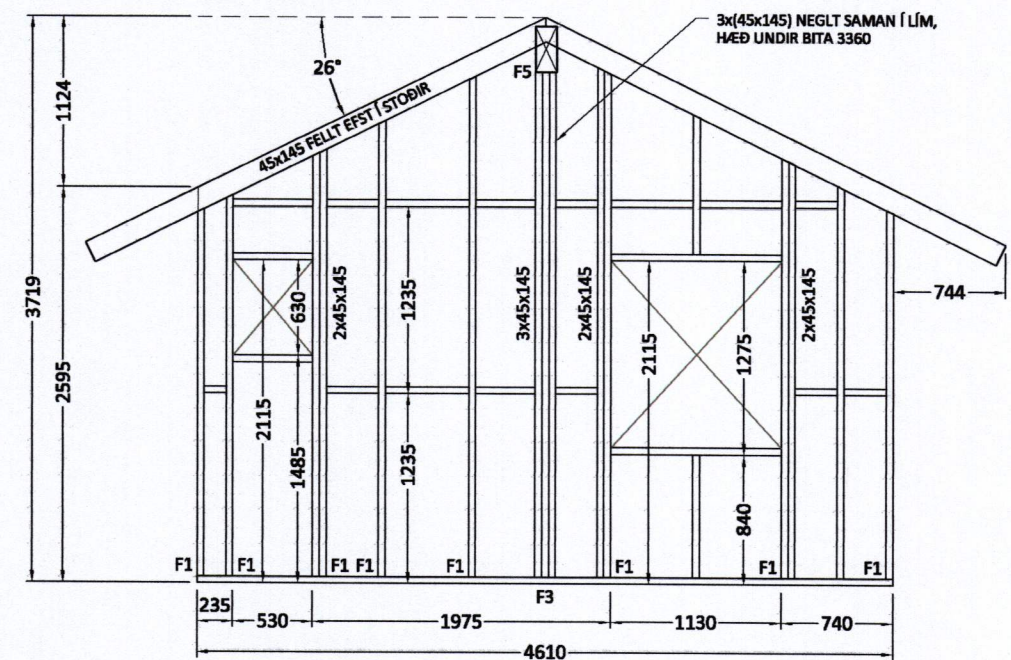 3x(45x145) NEGLT SAMAN Í LÍM,
HÆÐ UNDIR BITA 3360
26°
F5
1124
45x145 FELLT EFST Í STOÐIR
3719
2595
744
630
2x45x145
1235
3x45x145
2x45x145
2115
1275
2x45x145
2115
1485
1235
840
F1
F1
F1
F1
F1
F1
F1
F1
F3
235
530
1975
1130
740
4610